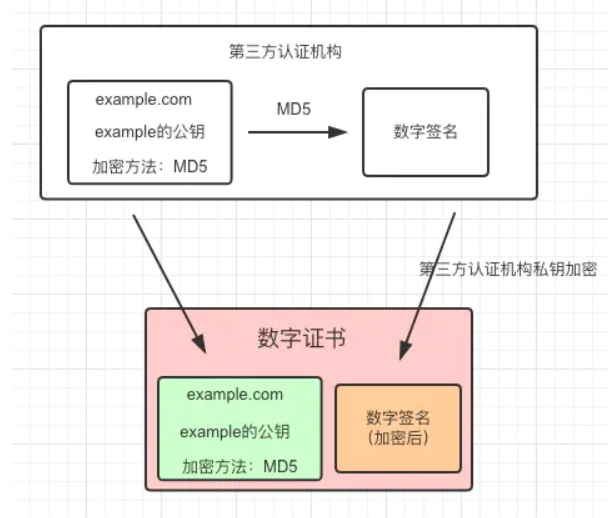 第三方认证机构
example.com
example的公钥
加密方法：MD5
MD5
数字签名
第三方认证机构私钥加密
数字证书
example.com
example的公钥
加密方法：MD5
数字签名
(加密后)